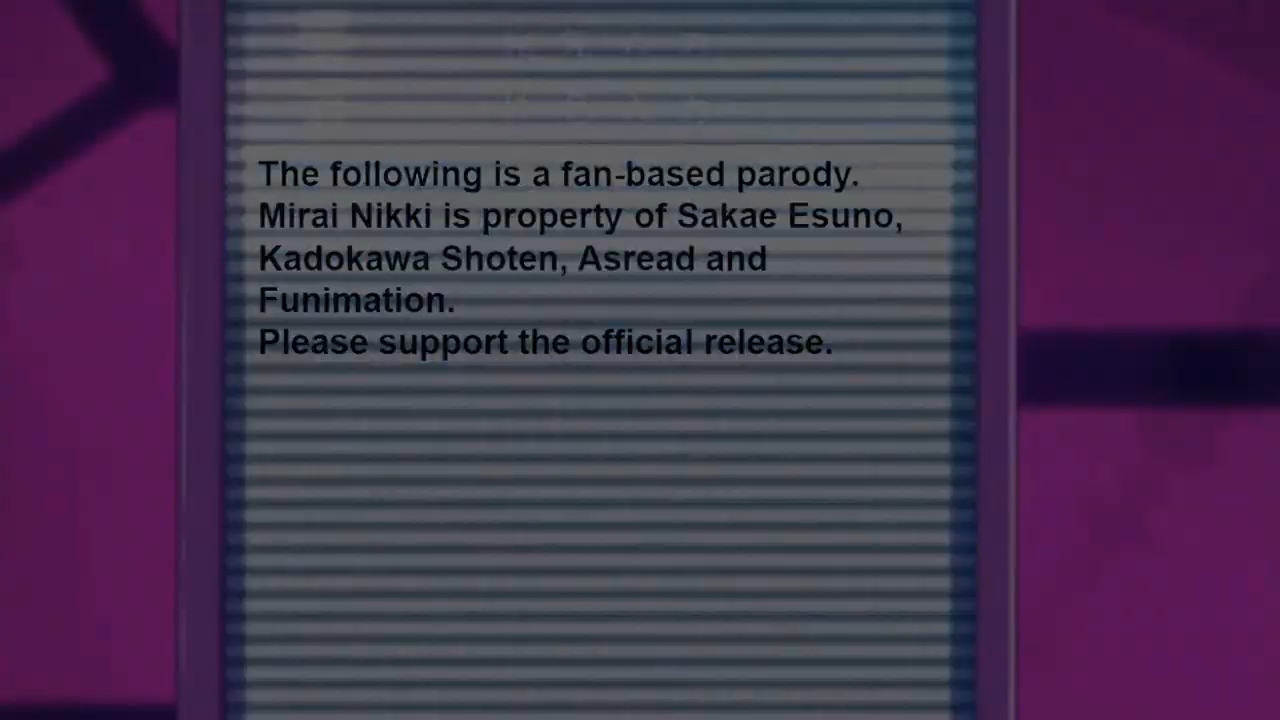 The following is a fan-based parody.
Mirai Nikki is property of Sakae Esuno,
Kadokawa Shoten, Asread and
Funimation.
Please support the official release.